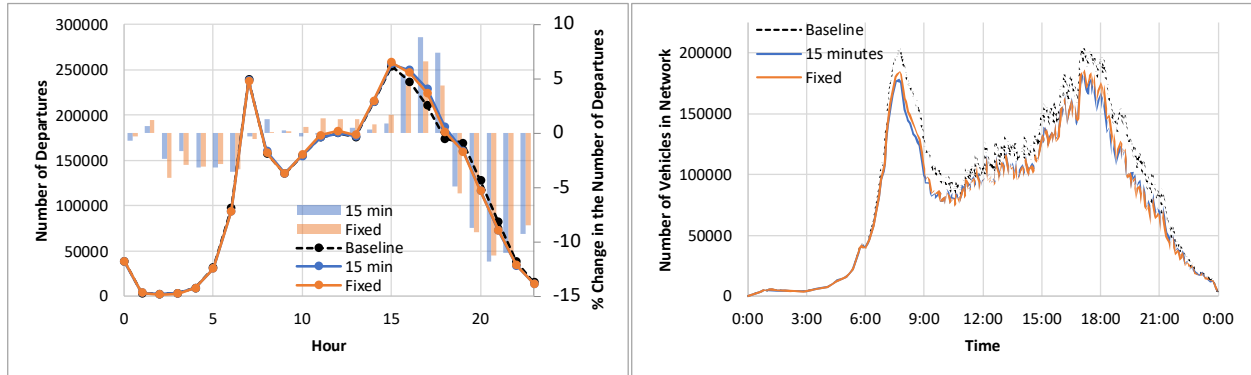 300000
250000
200000
150000
100000
50000
0
Number of Departures
10
5
0
-5
-10
-15
% Change in the Number of Departures
15 min
Fixed
Baseline
15 min
Fixed
0 5 10 15 20
Hour
Baseline
15 minutes
Fixed
200000
150000
100000
50000
0
Number of Vehicles in Network
0:00 3:00 6:00 9:00 12:00 15:00 18:00 21:00 0:00
Time